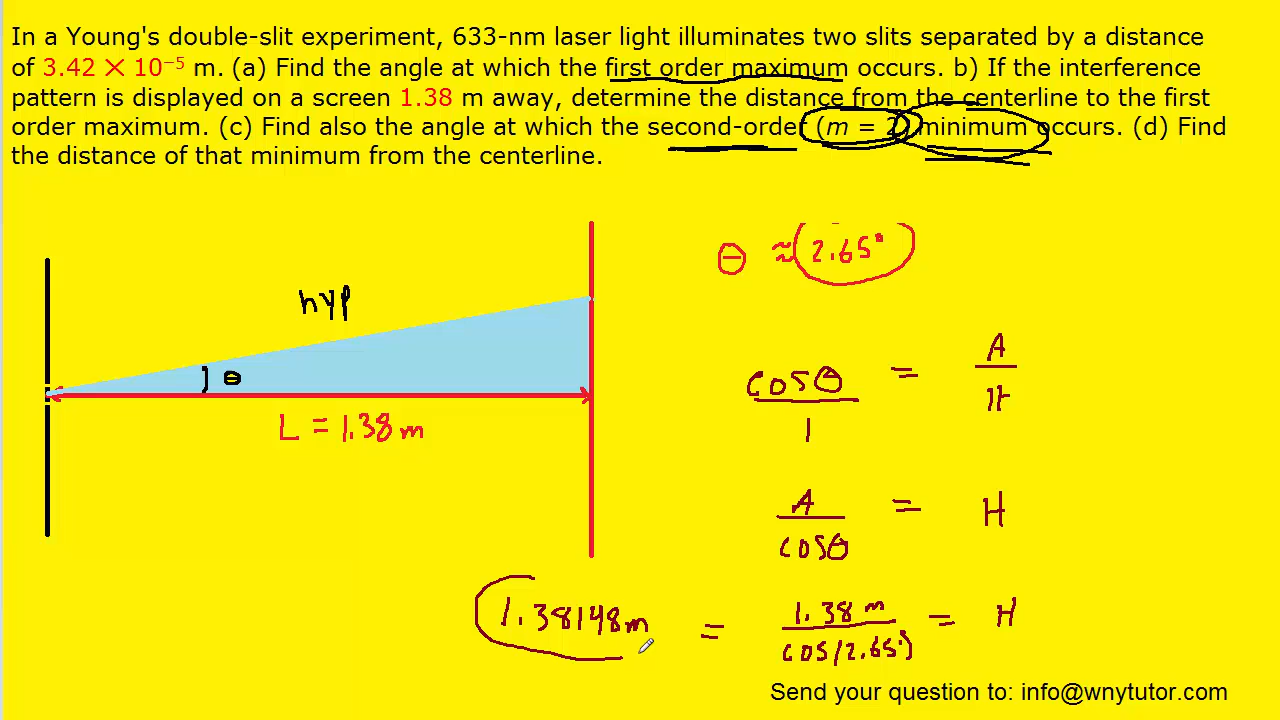 In a Young's double-slit experiment, 633-nm laser light illuminates two slits separated by a distance
of 3.42 × 10⁻⁵ m. (a) Find the angle at which the first order maximum occurs. b) If the interference
pattern is displayed on a screen 1.38 m away, determine the distance from the centerline to the first
order maximum. (c) Find also the angle at which the second-order (m = 2) minimum occurs. (d) Find
the distance of that minimum from the centerline.
θ ≈ 2.65°
hyp
θ
L = 1.38 m
cosθ/1 = A/H
A/cosθ = H
1.38148m = 1.38 m/cos(2.65°) = H
Send your question to: info@wnytutor.com